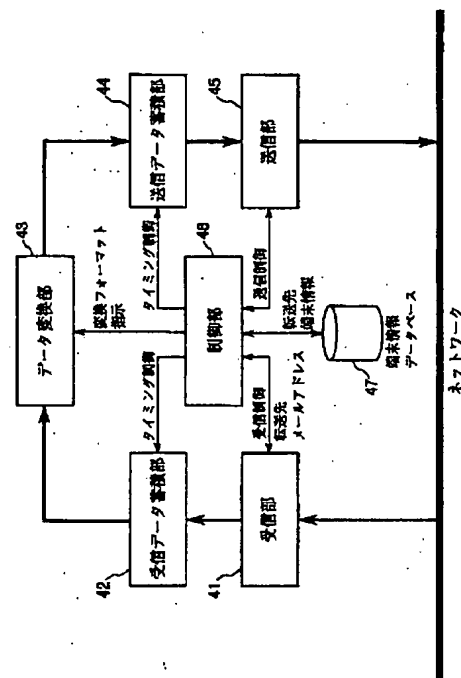 43
データ変換部
変換フォーマット
指示
42
受信データ蓄積部
タイミング制御
タイミング制御
44
送信データ蓄積部
48
制御部
41
受信部
受信制御
転送先
メールアドレス
転送先
端末情報
送信制御
45
送信部
47
端末情報
データベース
ネットワーク